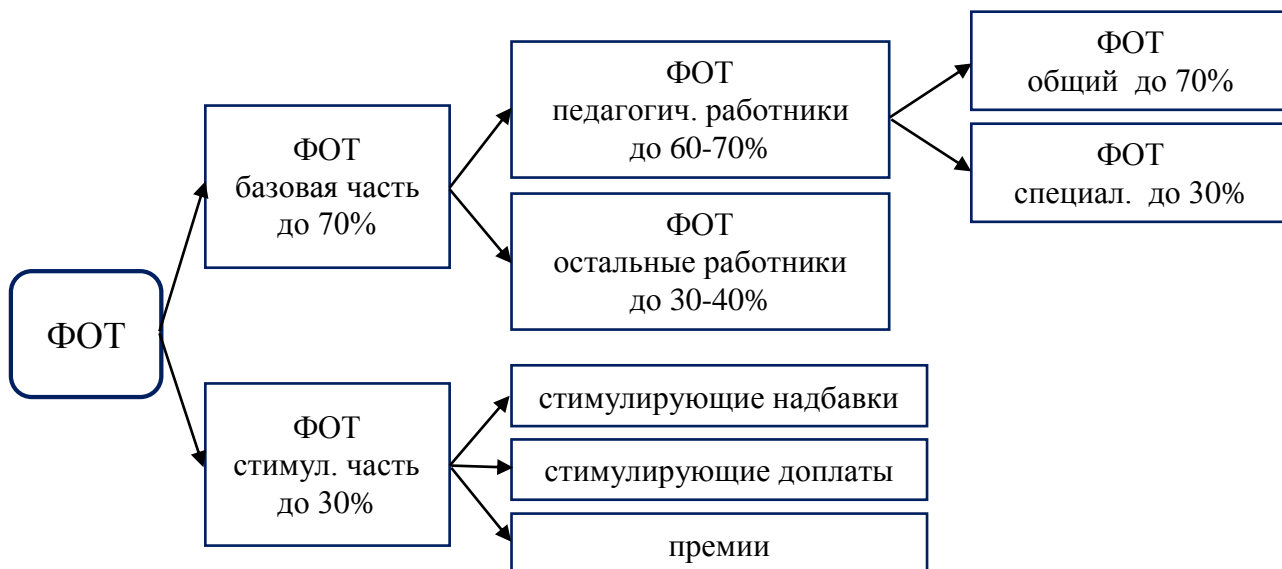 ФОТ
ФОТ
базовая часть
до 70%
ФОТ
стимул. часть
до 30%
ФОТ
педагогич. работники
до 60-70%
ФОТ
остальные работники
до 30-40%
стимулирующие надбавки
стимулирующие доплаты
премии
ФОТ
общий до 70%
ФОТ
специал. до 30%